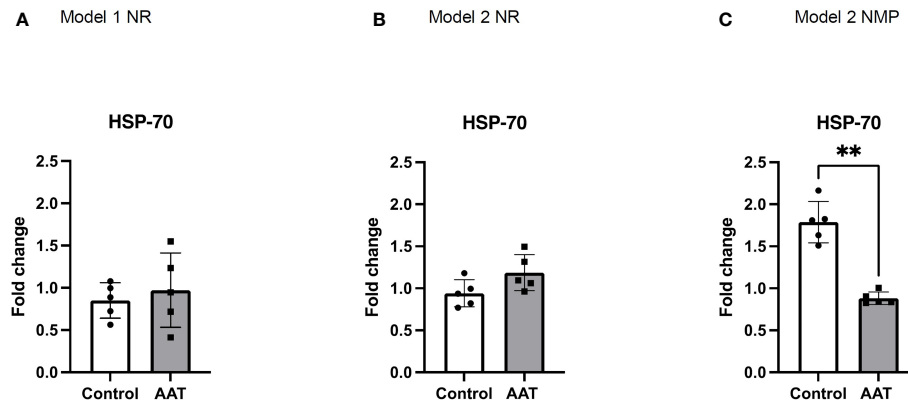 A Model 1 NR
HSP-70
Fold change
2.5
2.0
1.5
1.0
0.5
0.0
Control AAT
B Model 2 NR
HSP-70
Fold change
2.5
2.0
1.5
1.0
0.5
0.0
Control AAT
C Model 2 NMP
HSP-70
**
Fold change
2.5
2.0
1.5
1.0
0.5
0.0
Control AAT